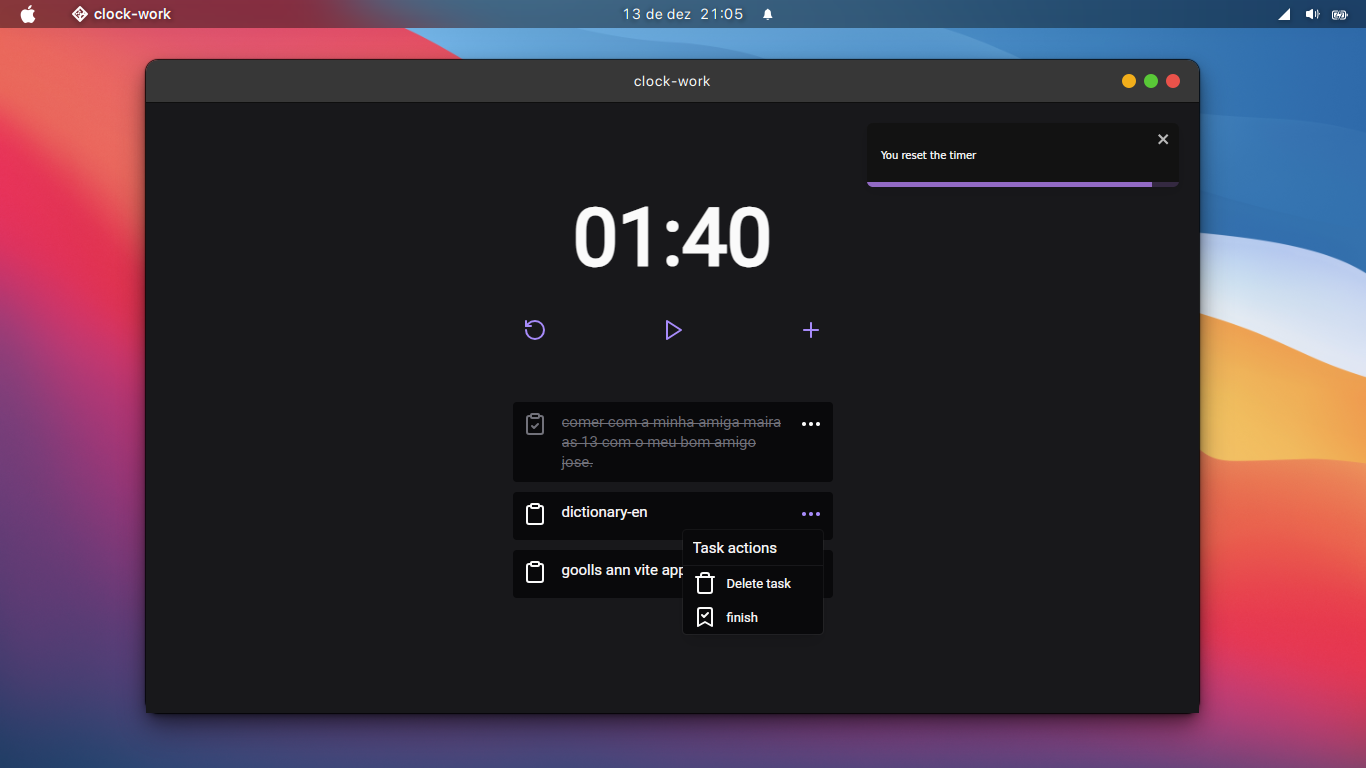 clock-work
13 de dez 21:05
clock-work
You reset the timer
01:40
comer com a minha amiga maira
as 13 com o meu bom amigo
jose.
dictionary-en
goolls ann vite app
Task actions
Delete task
finish